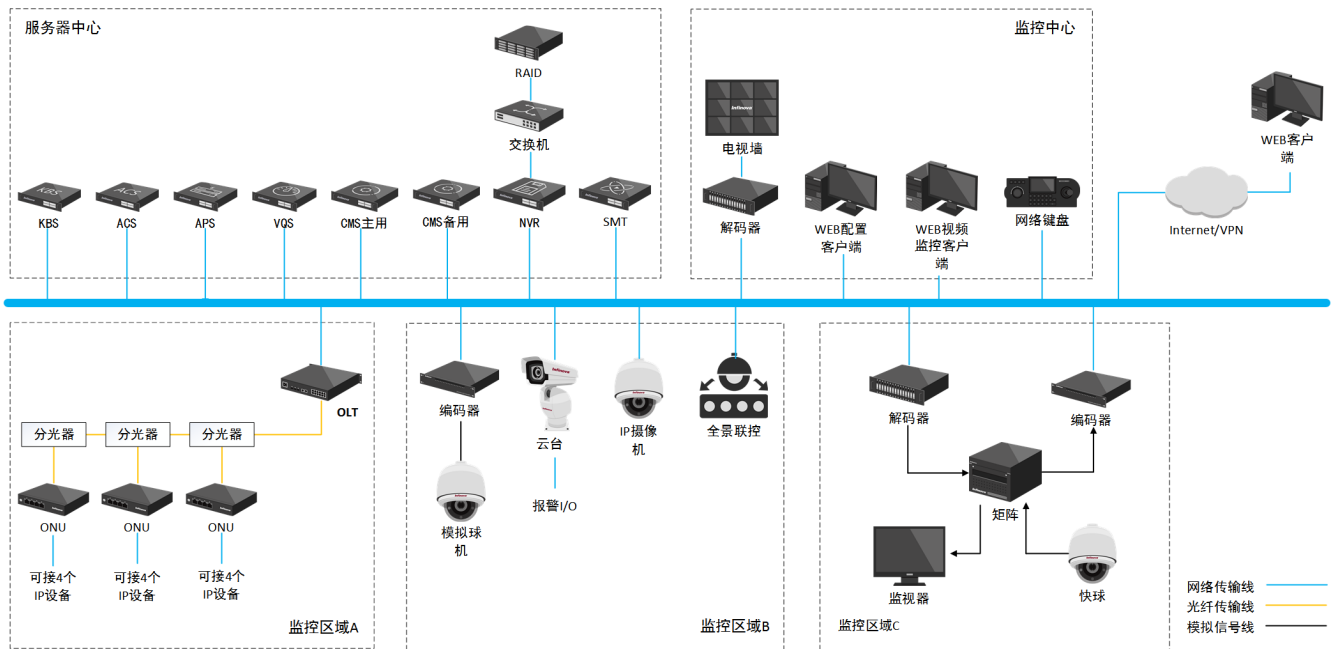 服务器中心
RAID
交换机
KBS
ACS
APS
VQS
CMS主用
CMS备用
NVR
SMT
KBS
ACS
监控中心
Infinova
电视墙
解码器
WEB配置
客户端
WEB视频
监控客户
端
网络键盘
WEB客户
端
Internet/VPN
OLT
分光器
分光器
分光器
ONU
ONU
ONU
可接4个
IP设备
可接4个
IP设备
可接4个
IP设备
监控区域A
编码器
模拟球
机
Infinova
云台
报警I/O
IP摄像
机
全景联控
监控区域B
解码器
编码器
矩阵
监视器
快球
监控区域C
网络传输线
光纤传输线
模拟信号线